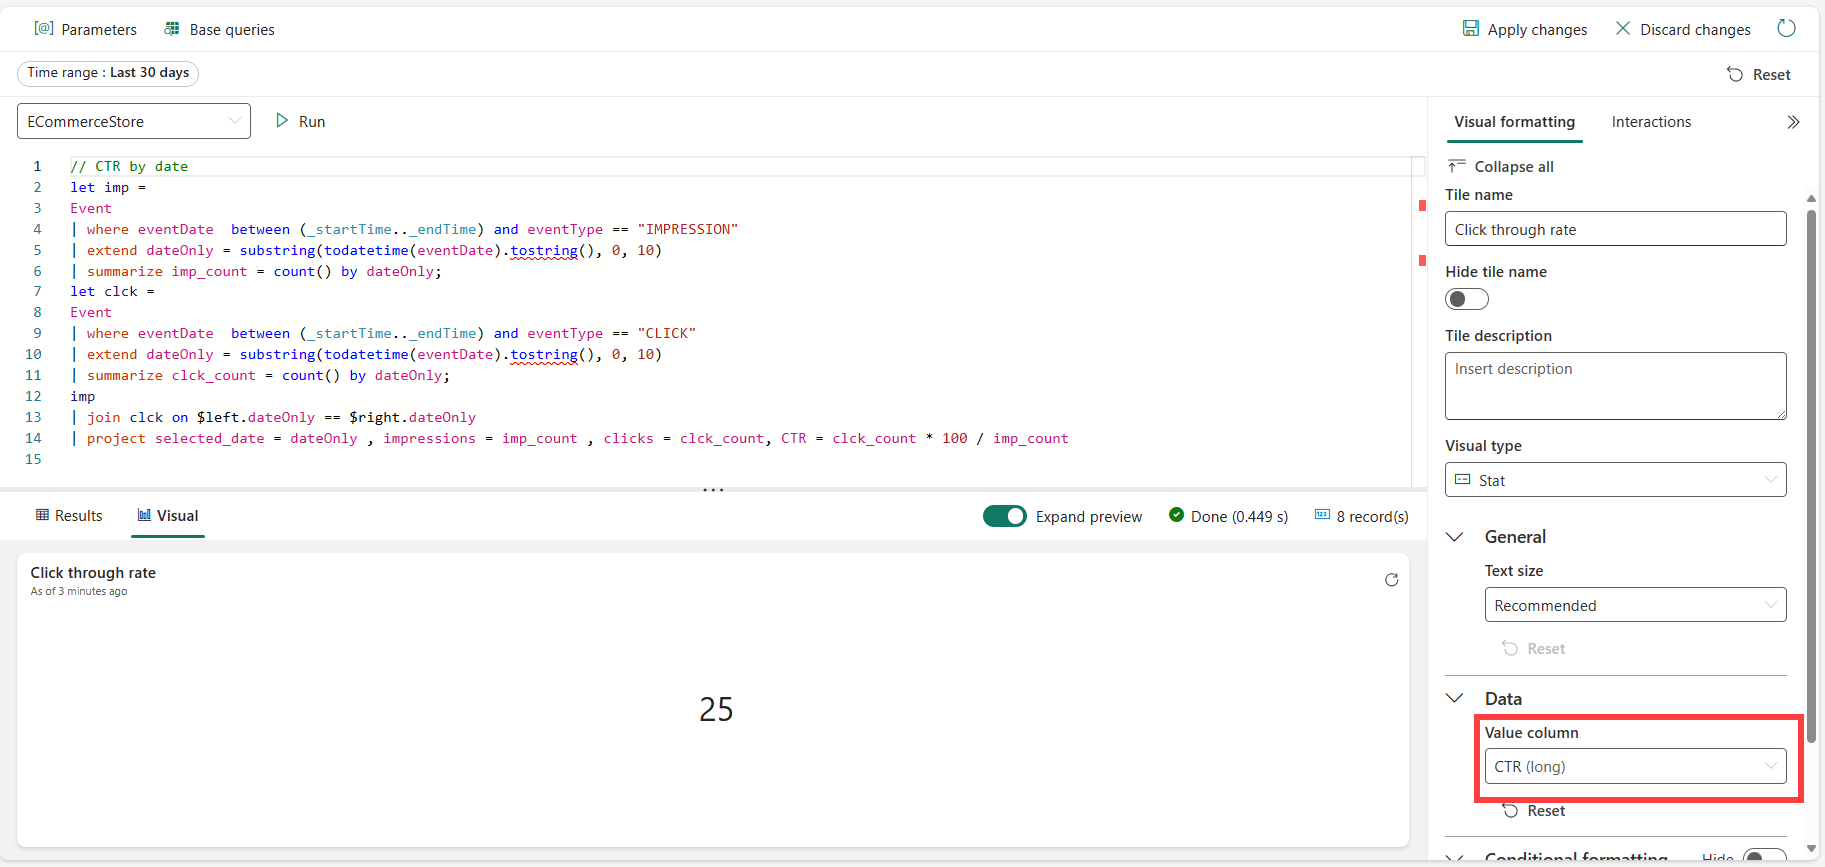 Parameters
Base queries
Apply changes
Discard changes
Time range : Last 30 days
Reset
ECommerceStore
Run
1 // CTR by date
2 let imp =
3 Event
4 | where eventDate  between (_startTime.._endTime) and eventType == "IMPRESSION"
5 | extend dateOnly = substring(todatetime(eventDate).tostring(), 0, 10)
6 | summarize imp_count = count() by dateOnly;
7 let clck =
8 Event
9 | where eventDate  between (_startTime.._endTime) and eventType == "CLICK"
10 | extend dateOnly = substring(todatetime(eventDate).tostring(), 0, 10)
11 | summarize clck_count = count() by dateOnly;
12 imp
13 | join clck on $left.dateOnly == $right.dateOnly
14 | project selected_date = dateOnly , impressions = imp_count , clicks = clck_count, CTR = clck_count * 100 / imp_count
15
Results
Visual
Expand preview
Done (0.449 s)
8 record(s)
Click through rate
As of 3 minutes ago
25
Visual formatting
Interactions
Collapse all
Tile name
Click through rate
Hide tile name
Tile description
Insert description
Visual type
Stat
General
Text size
Recommended
Reset
Data
Value column
CTR (long)
Reset
Conditional formatting
Hide